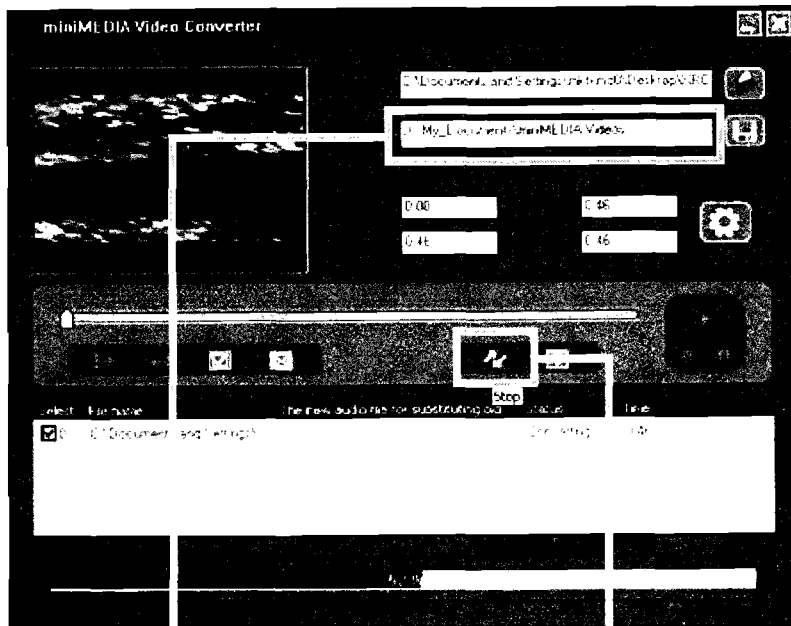 miniMEDIA Video Converter
C:\Documents and Settings\
My_Documents\miniMEDIA Videos
0:00 0:46
0:46 0:46
Stop
Select File name The new audio file for substituting old Status Time
C:\Documents and Settings\ Converting